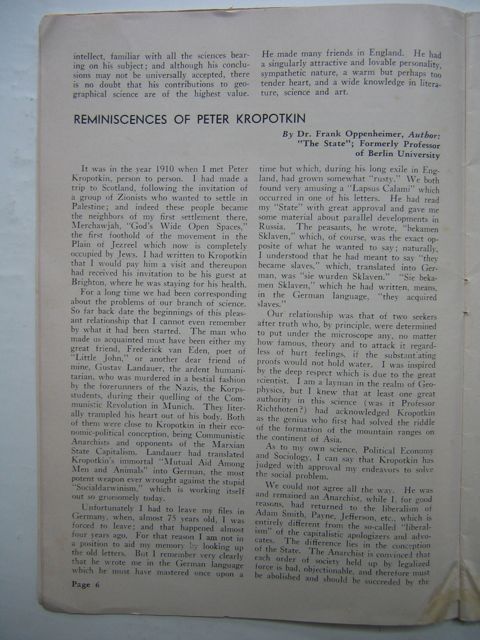 intellect, familiar with all the sciences bear-
ing on his subject; and although his conclu-
sions may not be universally accepted, there
is no doubt that his contributions to geo-
graphical science are of the highest value.
He made many friends in England. He had
a singularly attractive and lovable personality,
sympathetic nature, a warm but perhaps too
tender heart, and a wide knowledge in litera-
ture, science and art.
REMINISCENCES OF PETER KROPOTKIN
By Dr. Frank Oppenheimer, Author:
"The State"; Formerly Professor
of Berlin University
It was in the year 1910 when I met Peter
Kropotkin, person to person. I had made a
trip to Scotland, following the invitation of
a group of Zionists who wanted to settle in
Palestine; and indeed these people became
the neighbors of my first settlement there,
Merchawjah, "God's Wide Open Spaces,"
the first foothold of the movement in the
Plain of Jezreel which now is completely
occupied by Jews. I had written to Kropotkin
that I would pay him a visit and thereupon
had received his invitation to be his guest at
Brighton, where he was staying for his health.
For a long time we had been corresponding
about the problems of our branch of science.
So far back date the beginnings of this pleas-
ant relationship that I cannot even remember
by what it had been started. The man who
made us acquainted must have been either my
great friend, Frederick van Eden, poet of
"Little John," or another dear friend of
mine, Gustav Landauer, the ardent humani-
tarian, who was murdered in a bestial fashion
by the forerunners of the Nazis, the Korps-
students, during their quelling of the Com-
munistic Revolution in Munich. They liter-
ally trampled his heart out of his body. Both
of them were close to Kropotkin in their eco-
nomic-political conception, being Communistic
Anarchists and opponents of the Marxian
State Capitalism. Landauer had translated
Kropotkin's immortal "Mutual Aid Among
Men and Animals" into German, the most
potent weapon ever wrought against the stupid
"Socialdarwinism," which is working itself
out so gruesomely today.
Unfortunately I had to leave my files in
Germany, when, almost 75 years old, I was
forced to leave; and that happened almost
four years ago. For that reason I am not in
a position to aid my memory by looking up
the old letters. But I remember very clearly
that he wrote me in the German language
which he must have mastered once upon a
Page 6
time but which, during his long exile in Eng-
land, had grown somewhat "rusty." We both
found very amusing a "Lapsus Calami" which
occurred in one of his letters. He had read
my "State" with great approval and gave me
some material about parallel developments in
Russia. The peasants, he wrote, "bekamen
Sklaven," which, of course, was the exact op-
posite of what he wanted to say; naturally,
I understood that he had meant to say "they
became slaves," which, translated into Ger-
man, was "sie wurden Sklaven." "Sie beka-
men Sklaven," which he had written, means,
in the German language, "they acquired
slaves."
Our relationship was that of two seekers
after truth who, by principle, were determined
to put under the microscope any, no matter
how famous, theory and to attack it regard-
less of hurt feelings, if the substantiating
proofs would not hold water. I was inspired
by the deep respect which is due to the great
scientist. I am a layman in the realm of Geo-
physics, but I knew that at least one great
authority in this science (was it Professor
Richthofen?) had acknowledged Kropotkin
as the genius who first had solved the riddle
of the formation of the mountain ranges on
the continent of Asia.
As to my own science, Political Economy
and Sociology, I can say that Kropotkin has
judged with approval my endeavors to solve
the social problem.
We could not agree all the way. He was
and remained an Anarchist, while I, for good
reasons, had returned to the liberalism of
Adam Smith, Payne, Jefferson, etc., which is
entirely different from the so-called "liberal-
ism" of the capitalistic apologizers and advo-
cates. The difference lies in the conception
of the State. The Anarchist is convinced that
each order of society held up by legalized
force is bad, objectionable, and therefore must
be abolished and should be succeeded by the